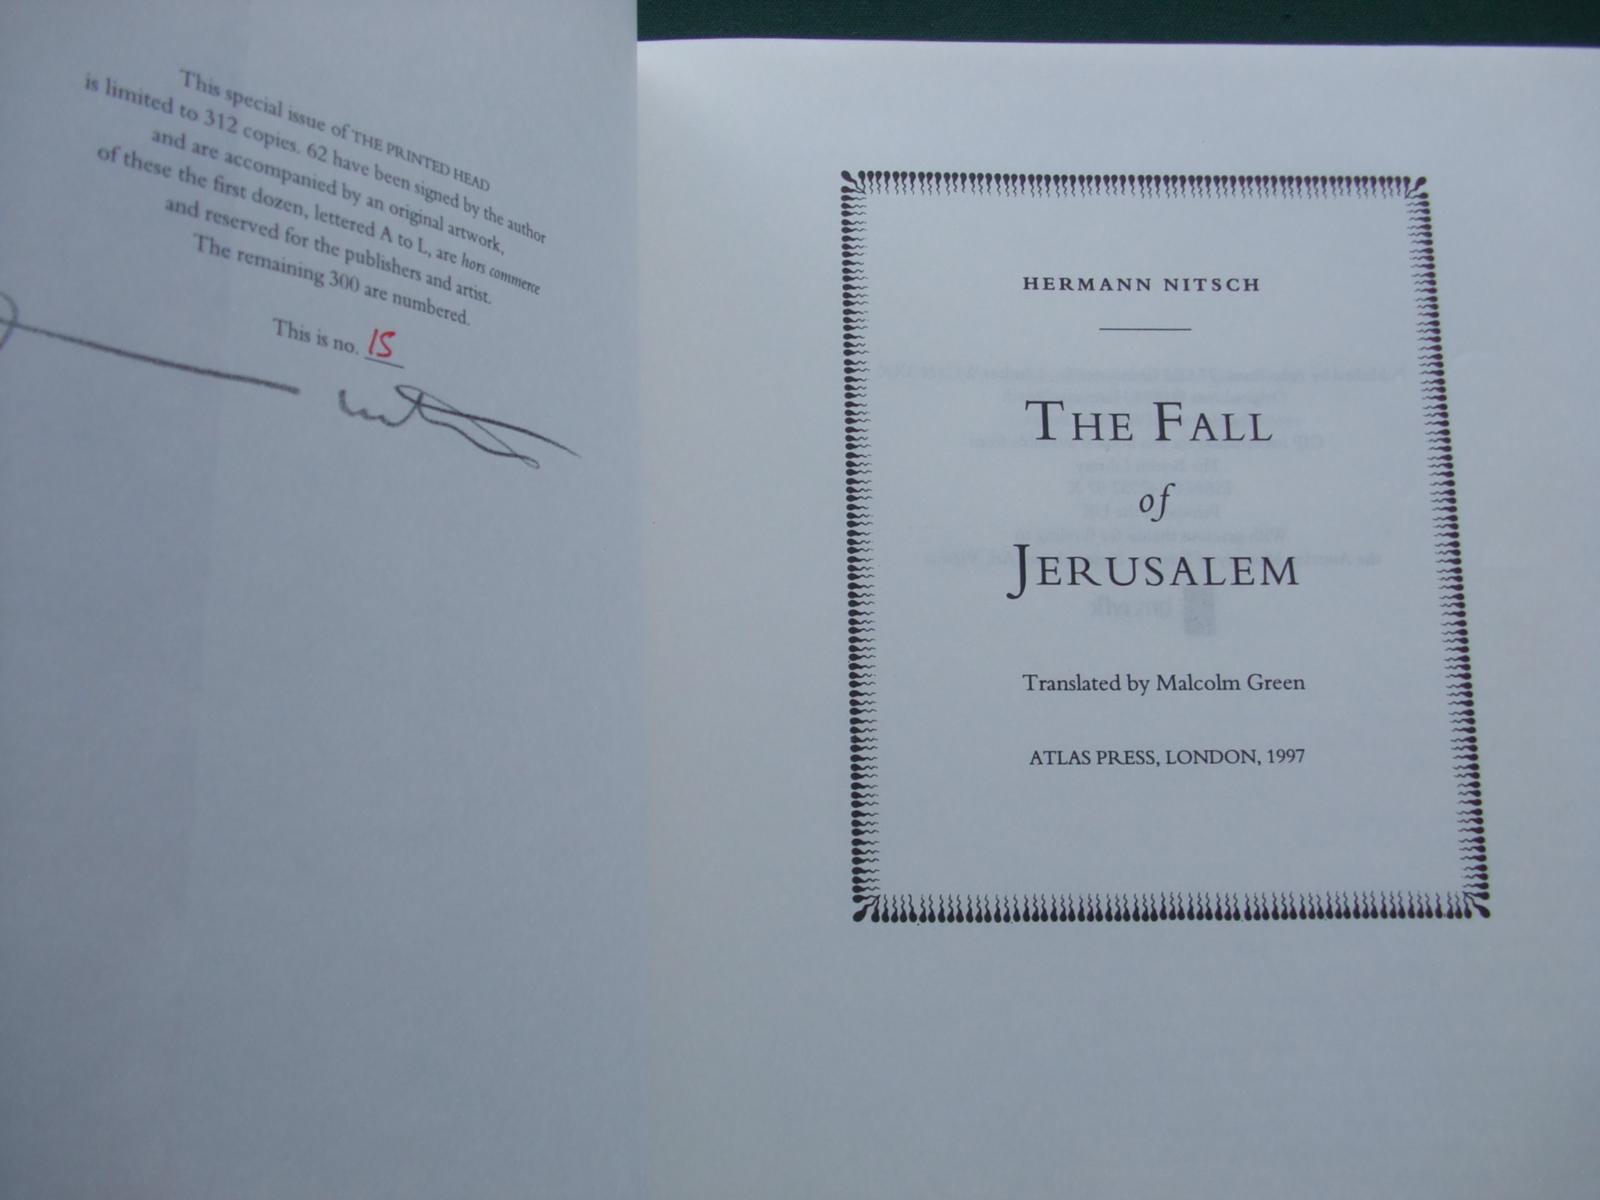 This special issue of THE PRINTED HEAD
is limited to 312 copies. 62 have been signed by the author
and are accompanied by an original artwork,
of these the first dozen, lettered A to L, are hors commerce
and reserved for the publishers and artist.
The remaining 300 are numbered.
This is no. 15
HERMANN NITSCH
THE FALL
of
JERUSALEM
Translated by Malcolm Green
ATLAS PRESS, LONDON, 1997